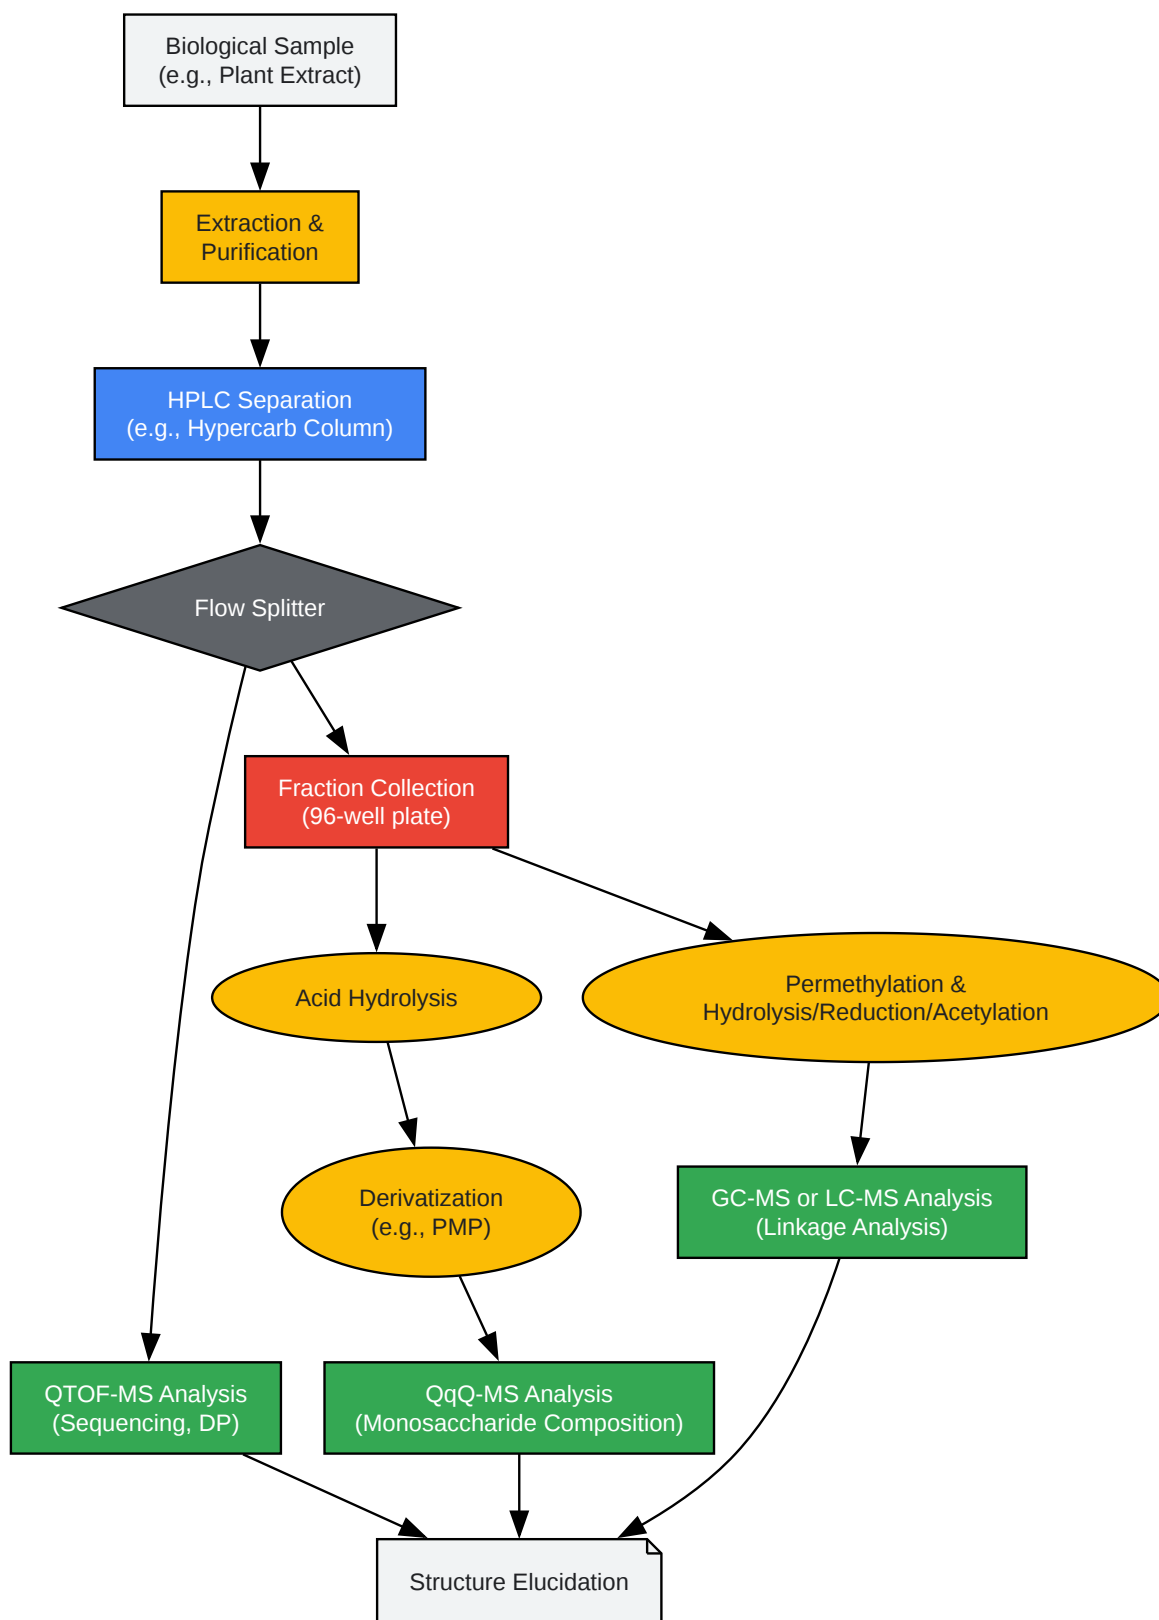 Biological Sample
(e.g., Plant Extract)
Extraction &
Purification
HPLC Separation
(e.g., Hypercarb Column)
Flow Splitter
Fraction Collection
(96-well plate)
Acid Hydrolysis
Permethylation &
Hydrolysis/Reduction/Acetylation
Derivatization
(e.g., PMP)
GC-MS or LC-MS Analysis
(Linkage Analysis)
QTOF-MS Analysis
(Sequencing, DP)
QqQ-MS Analysis
(Monosaccharide Composition)
Structure Elucidation